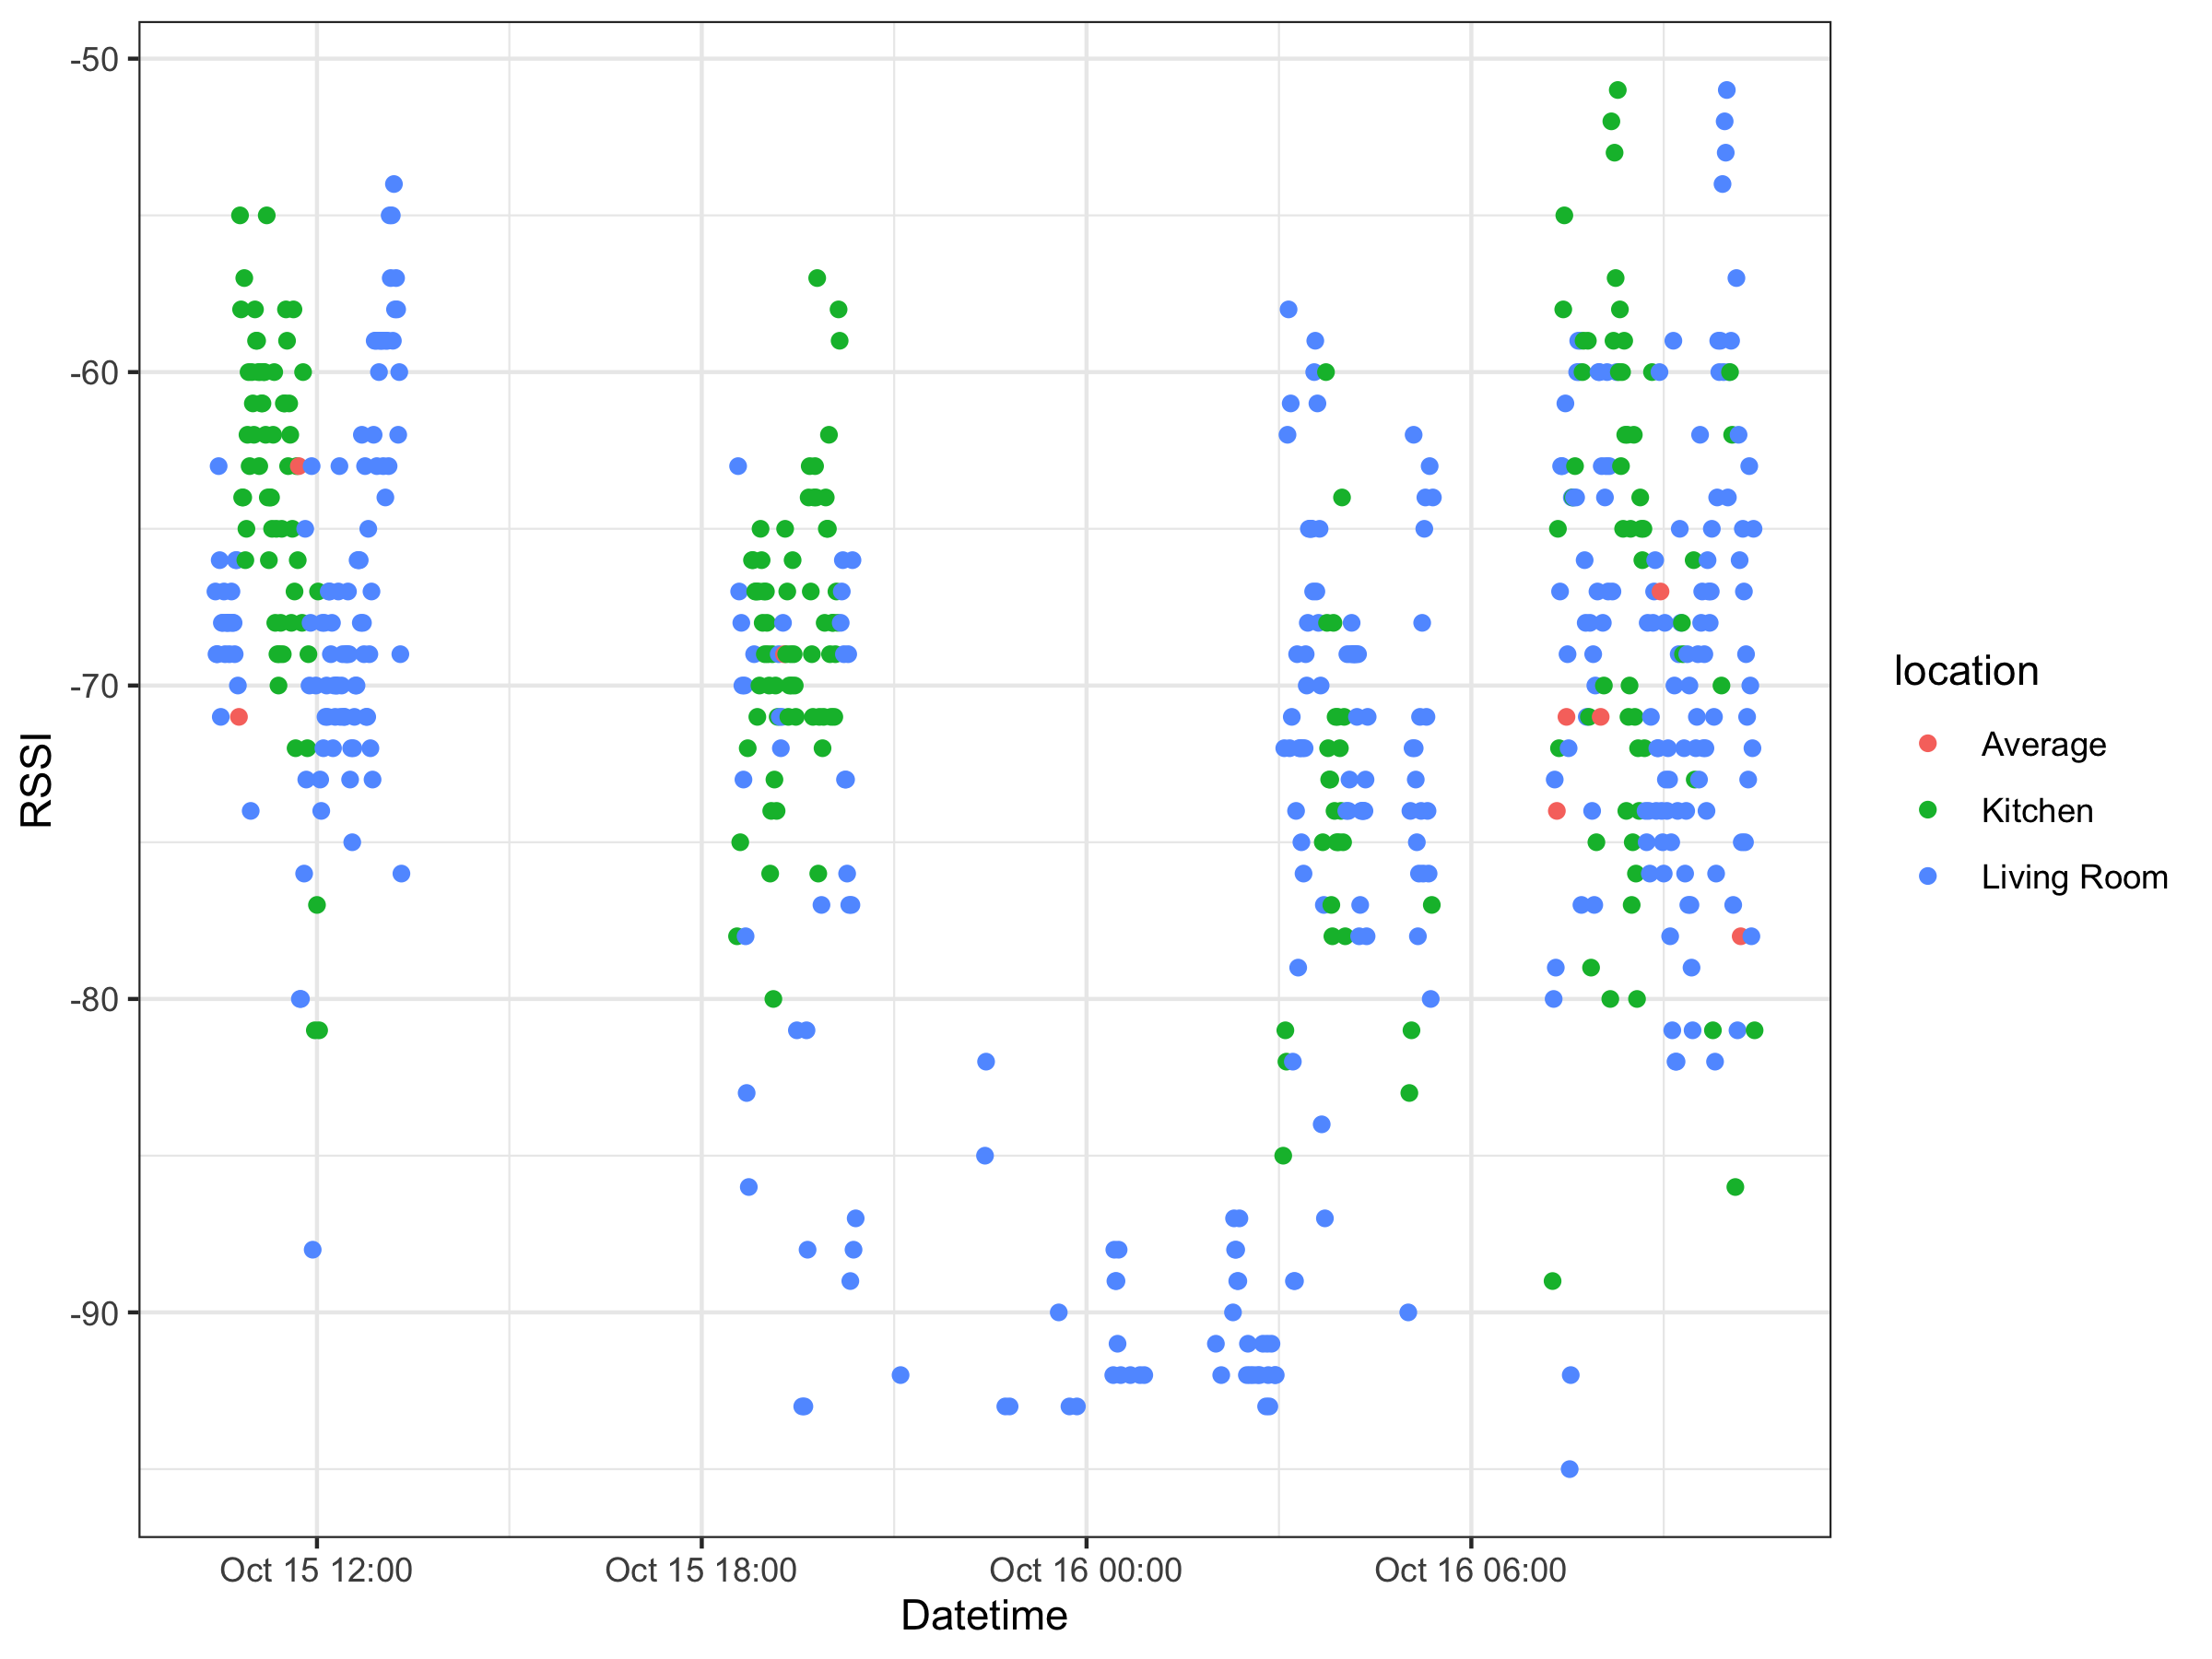 -50
-60
-70
-80
-90
RSSI
Oct 15 12:00
Oct 15 18:00
Oct 16 00:00
Oct 16 06:00
Datetime
location
Average
Kitchen
Living Room